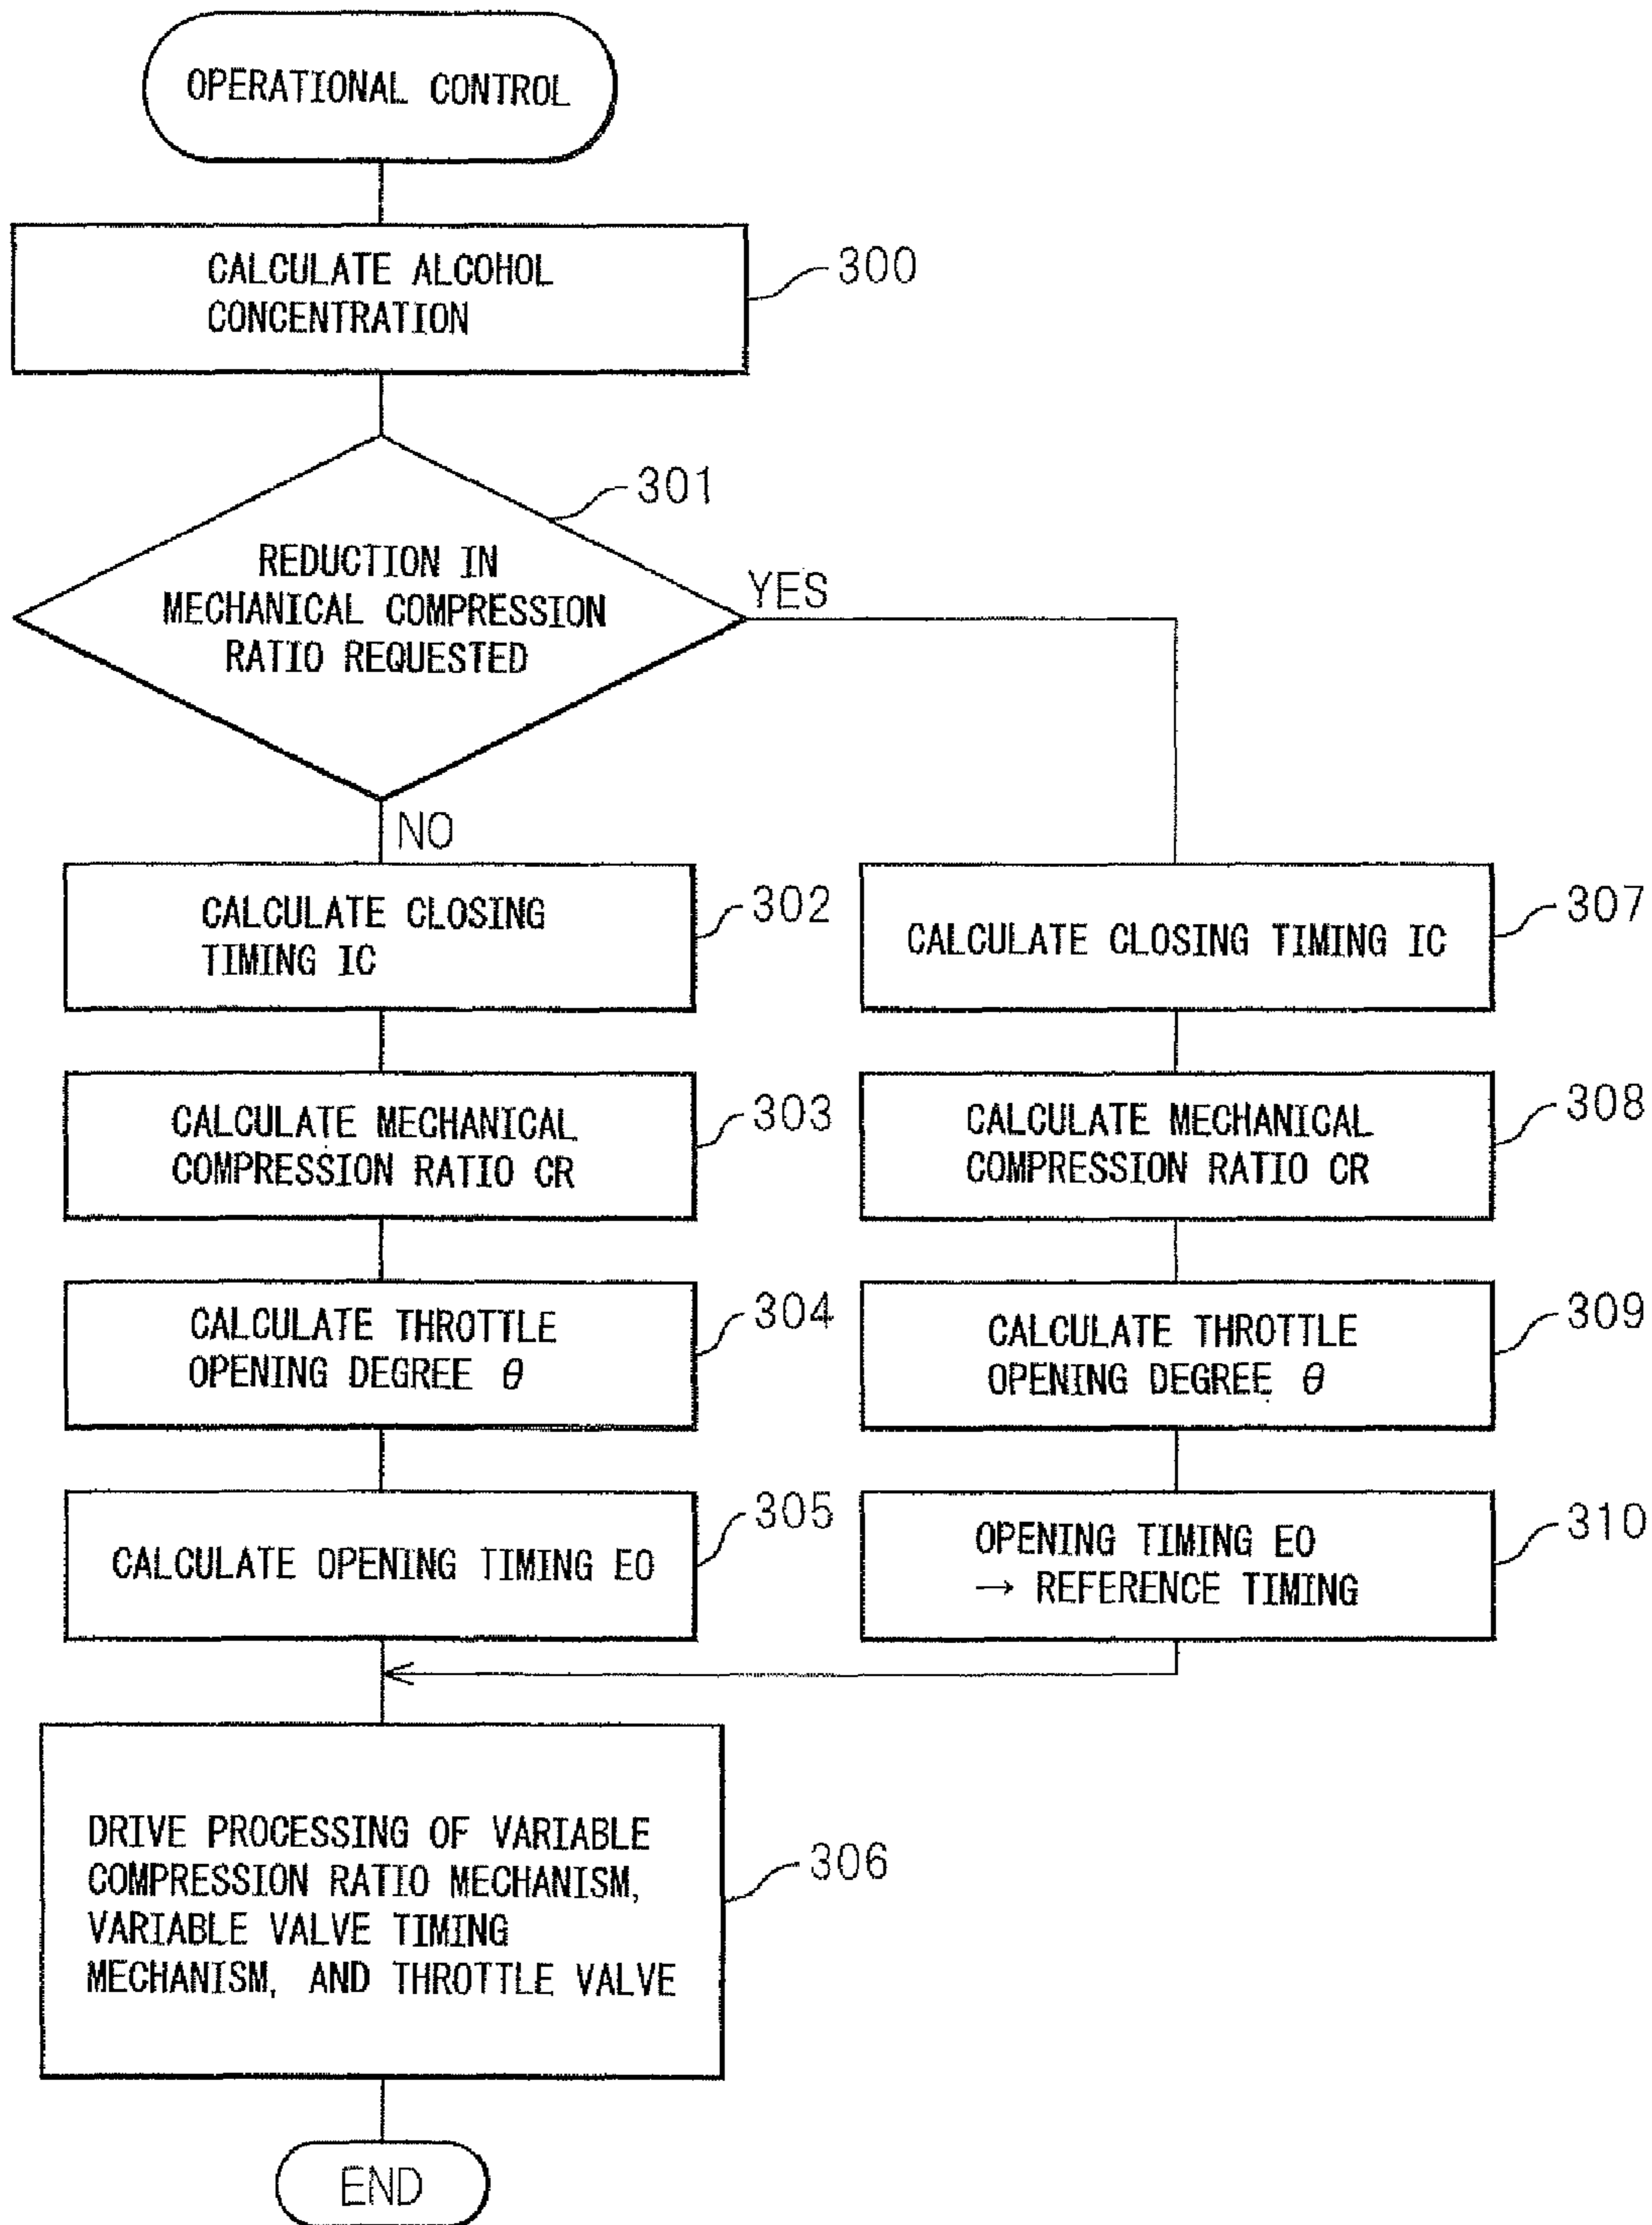 OPERATIONAL CONTROL
CALCULATE ALCOHOL
CONCENTRATION
300
301
REDUCTION IN
MECHANICAL COMPRESSION
RATIO REQUESTED
YES
NO
CALCULATE CLOSING
TIMING IC
302
CALCULATE CLOSING TIMING IC
307
CALCULATE MECHANICAL
COMPRESSION RATIO CR
303
CALCULATE MECHANICAL
COMPRESSION RATIO CR
308
CALCULATE THROTTLE
OPENING DEGREE θ
304
CALCULATE THROTTLE
OPENING DEGREE θ
309
CALCULATE OPENING TIMING EO
305
OPENING TIMING EO
→ REFERENCE TIMING
310
DRIVE PROCESSING OF VARIABLE
COMPRESSION RATIO MECHANISM,
VARIABLE VALVE TIMING
MECHANISM, AND THROTTLE VALVE
306
END